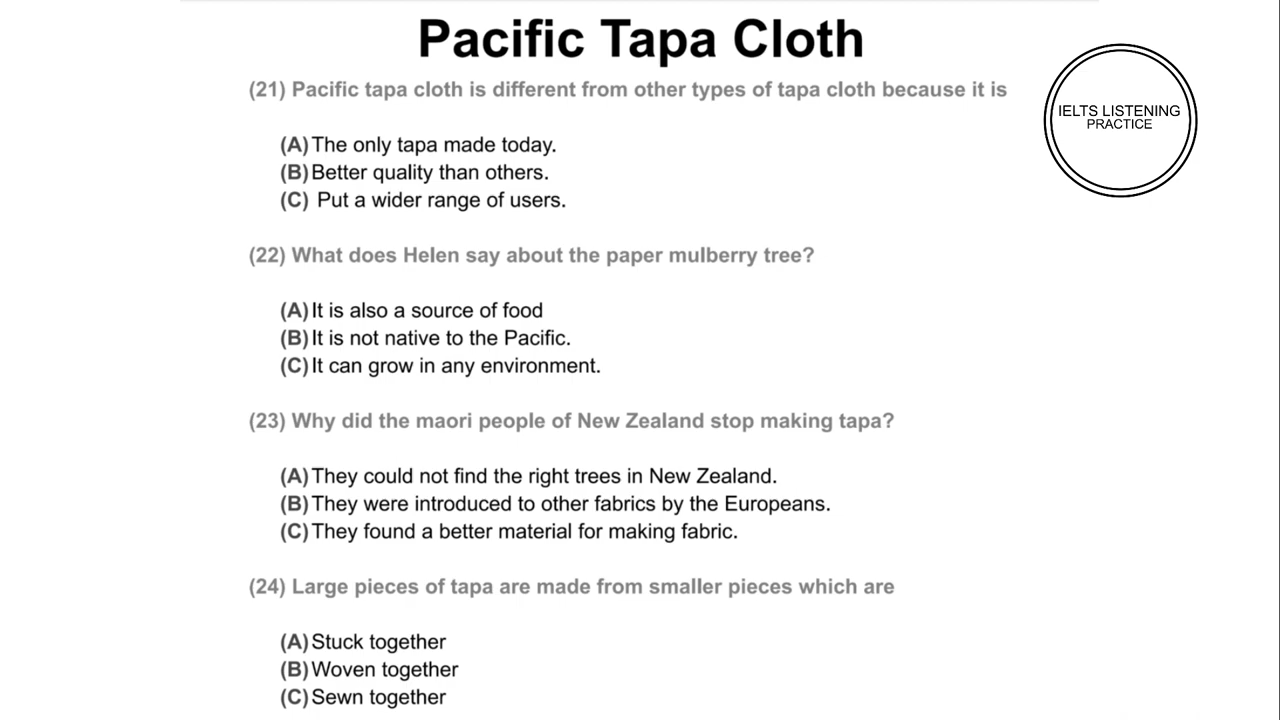 Pacific Tapa Cloth
IELTS LISTENING
PRACTICE
(21) Pacific tapa cloth is different from other types of tapa cloth because it is
(A) The only tapa made today.
(B) Better quality than others.
(C) Put a wider range of users.
(22) What does Helen say about the paper mulberry tree?
(A) It is also a source of food
(B) It is not native to the Pacific.
(C) It can grow in any environment.
(23) Why did the maori people of New Zealand stop making tapa?
(A) They could not find the right trees in New Zealand.
(B) They were introduced to other fabrics by the Europeans.
(C) They found a better material for making fabric.
(24) Large pieces of tapa are made from smaller pieces which are
(A) Stuck together
(B) Woven together
(C) Sewn together